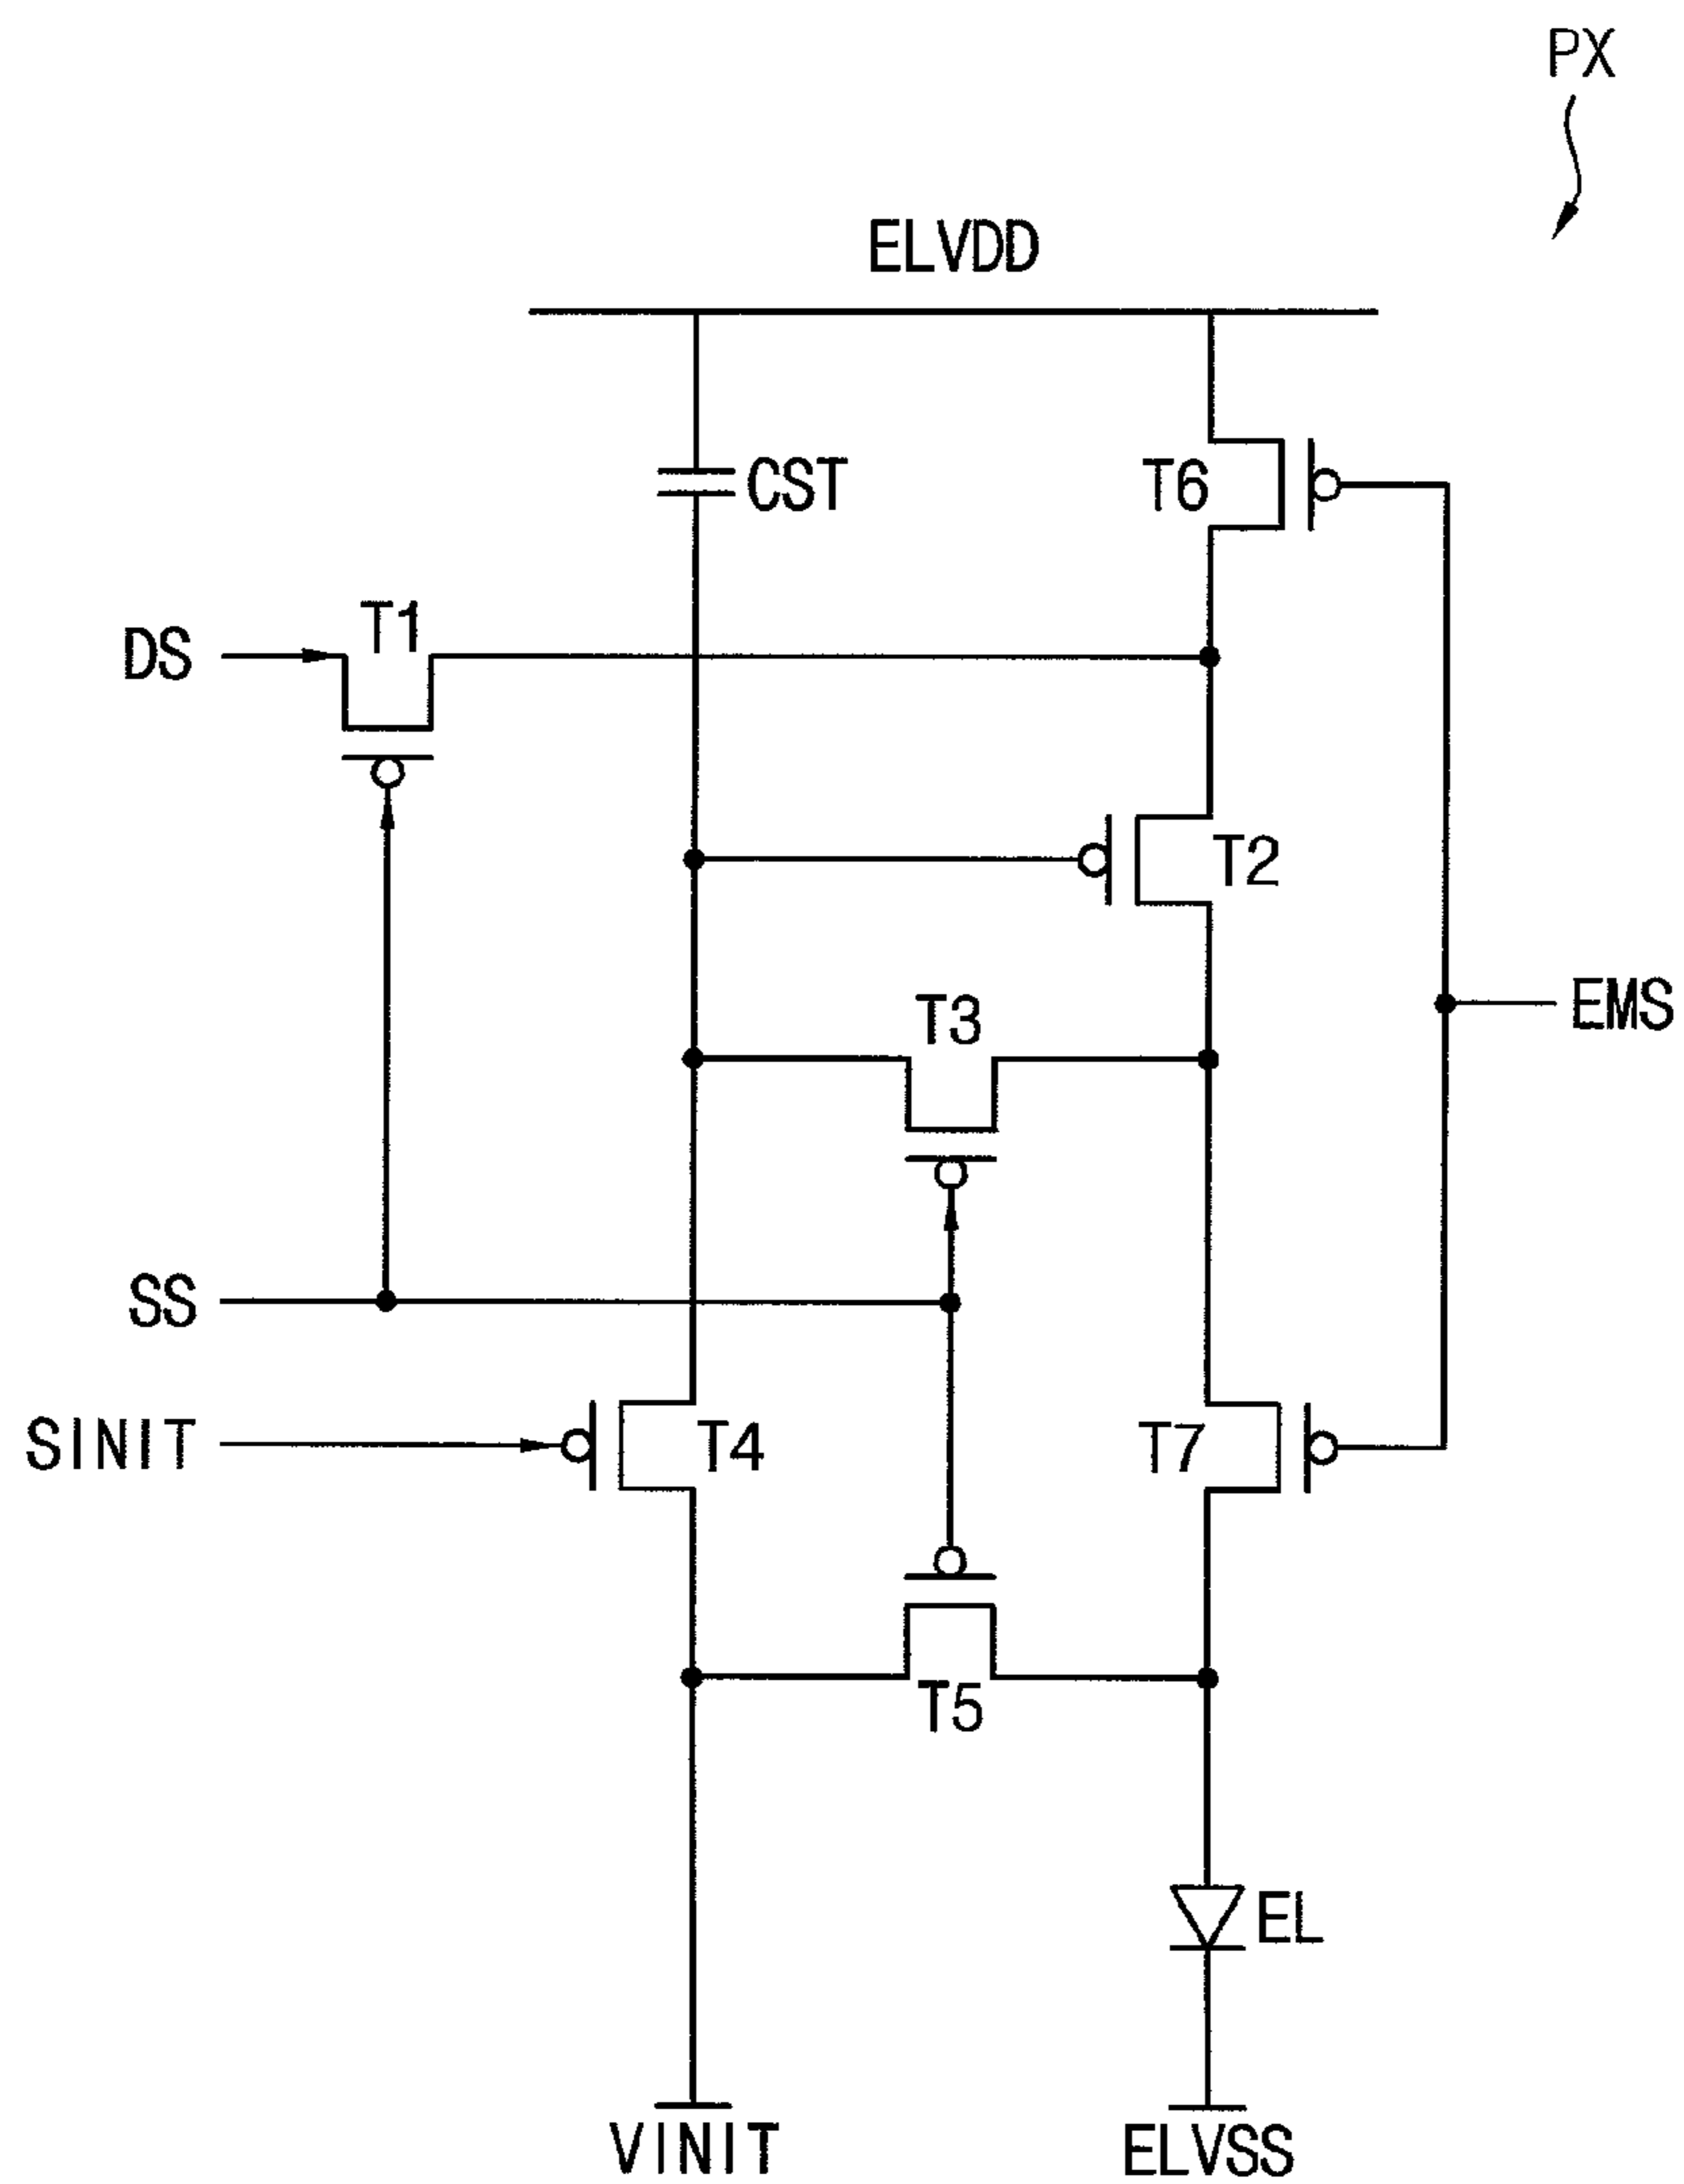 PX
ELVDD
CST
T6
T1
DS
T2
T3
EMS
SS
SINIT
T4
T7
T5
EL
VINIT
ELVSS